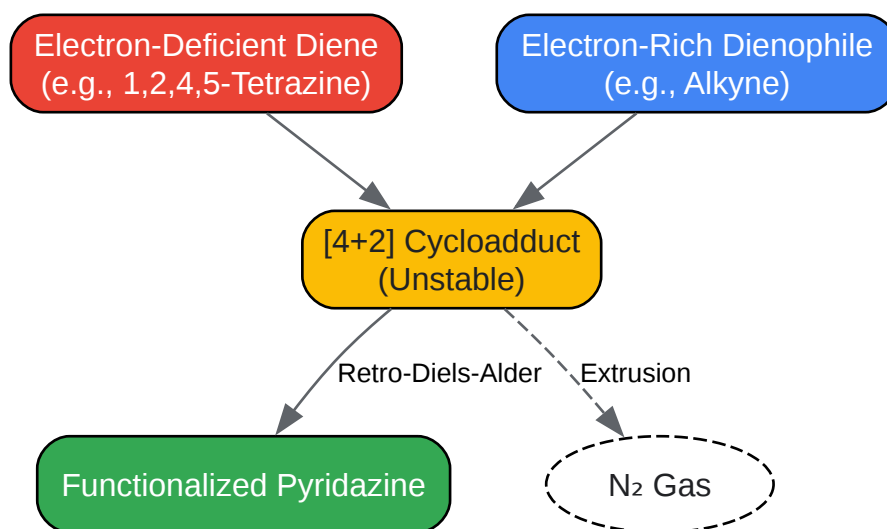 Electron-Deficient Diene
(e.g., 1,2,4,5-Tetrazine)
Electron-Rich Dienophile
(e.g., Alkyne)
[4+2] Cycloadduct
(Unstable)
Retro-Diels-Alder
Extrusion
Functionalized Pyridazine
N₂ Gas